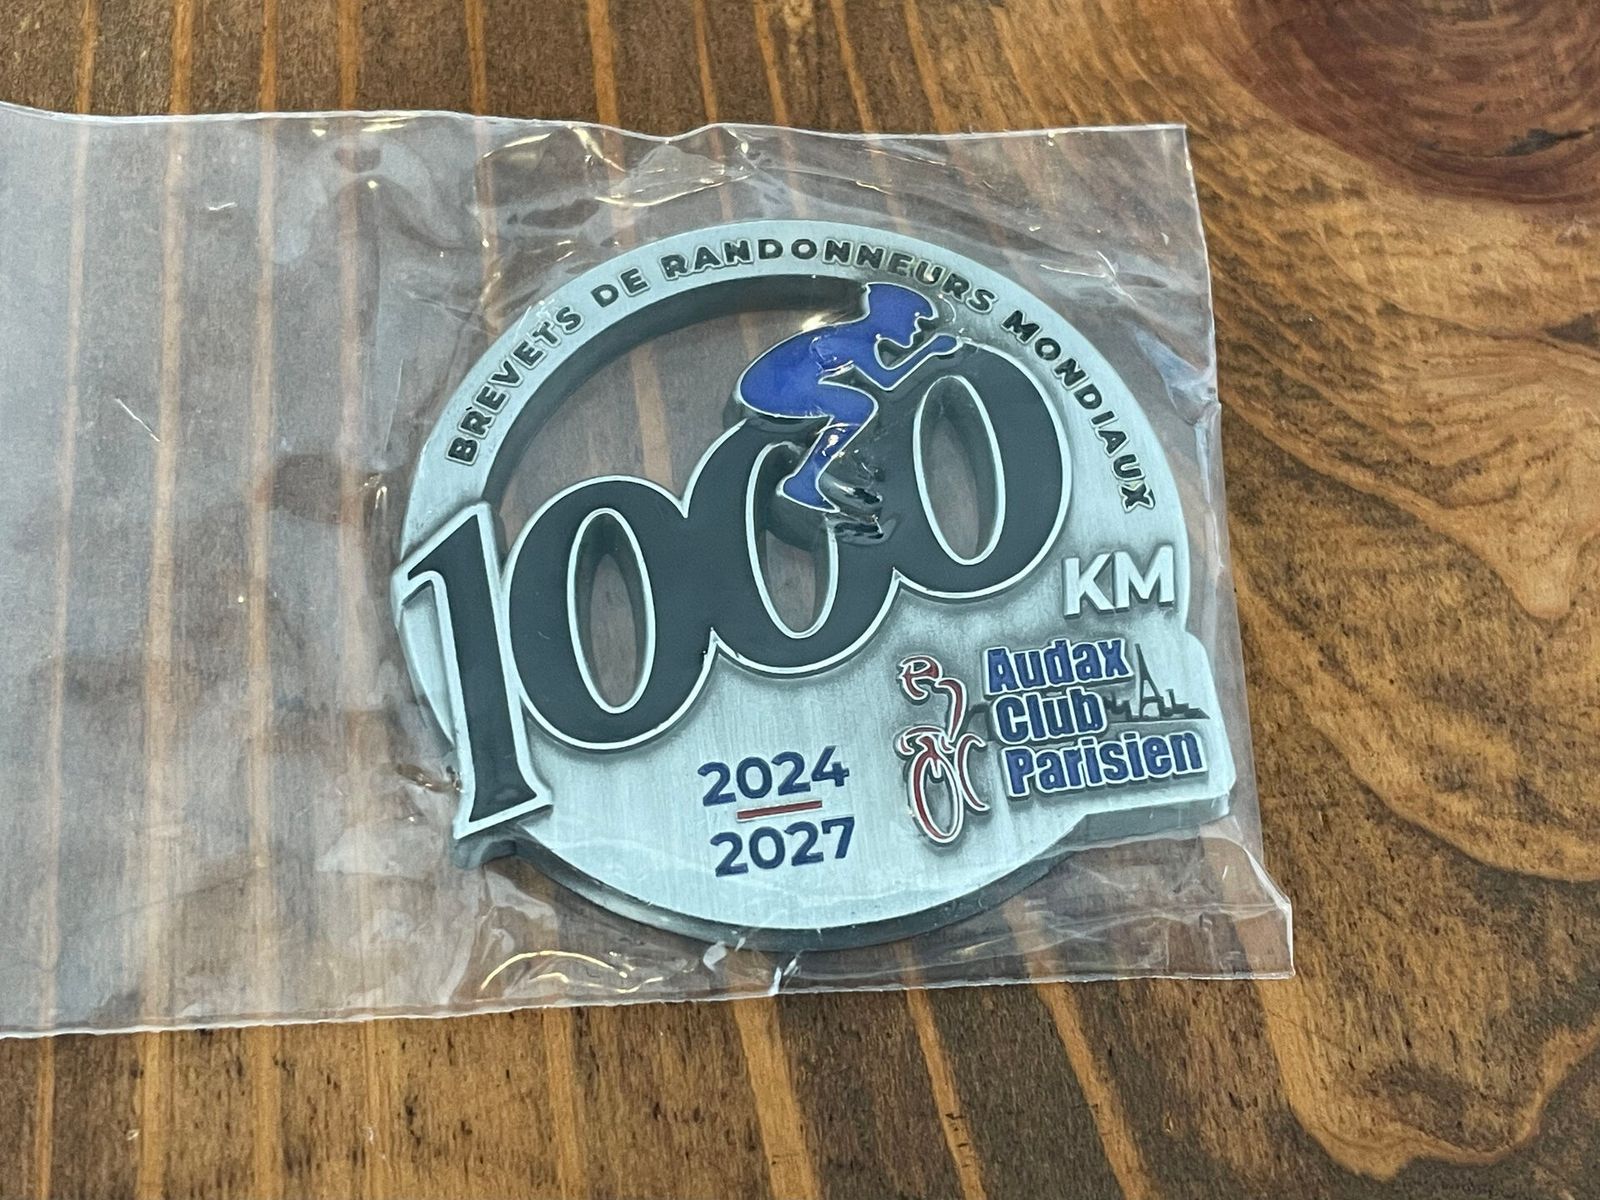 BREVETS DE RANDONNEURS MONDIAUX
1000
KM
Audax
Club
Parisien
2024
2027